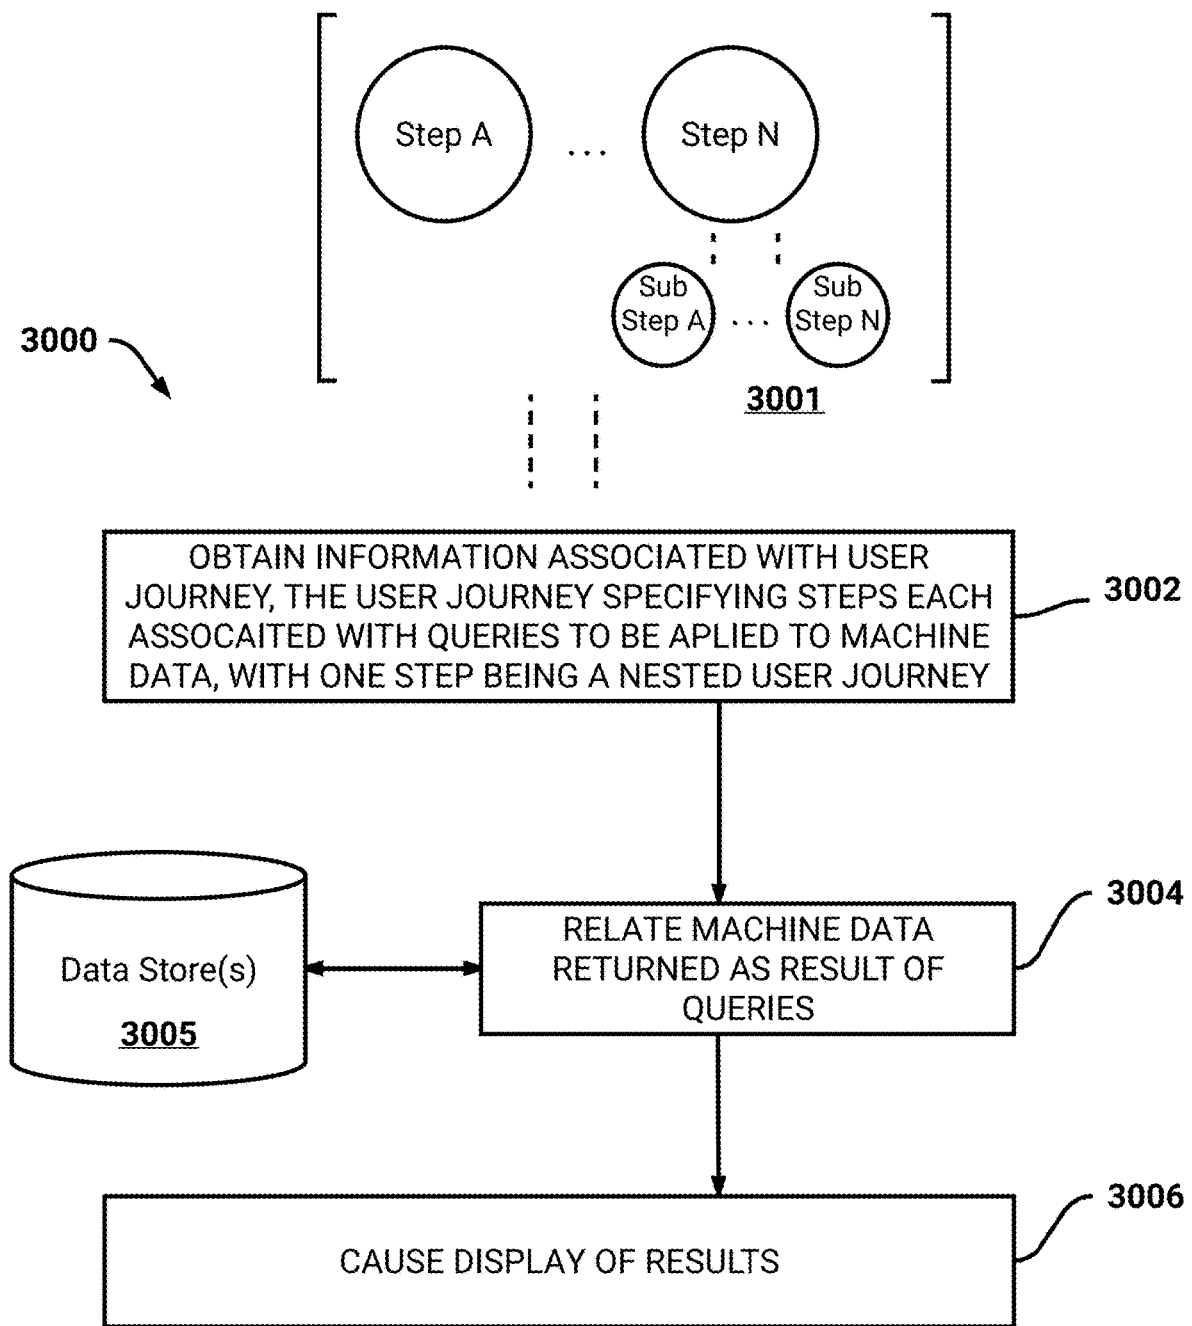 Step A
...
Step N
Sub
Step A
...
Sub
Step N
3000
3001
OBTAIN INFORMATION ASSOCIATED WITH USER
JOURNEY, THE USER JOURNEY SPECIFYING STEPS EACH
ASSOCAITED WITH QUERIES TO BE APLIED TO MACHINE
DATA, WITH ONE STEP BEING A NESTED USER JOURNEY
3002
RELATE MACHINE DATA
RETURNED AS RESULT OF
QUERIES
3004
Data Store(s)
3005
CAUSE DISPLAY OF RESULTS
3006